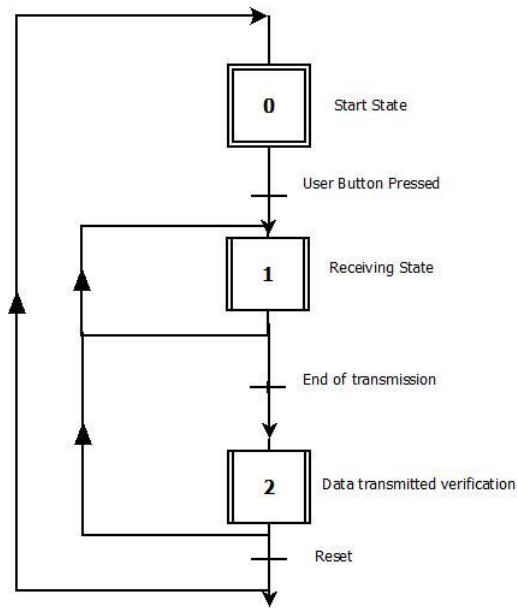 0
Start State
User Button Pressed
1
Receiving State
End of transmission
2
Data transmitted verification
Reset